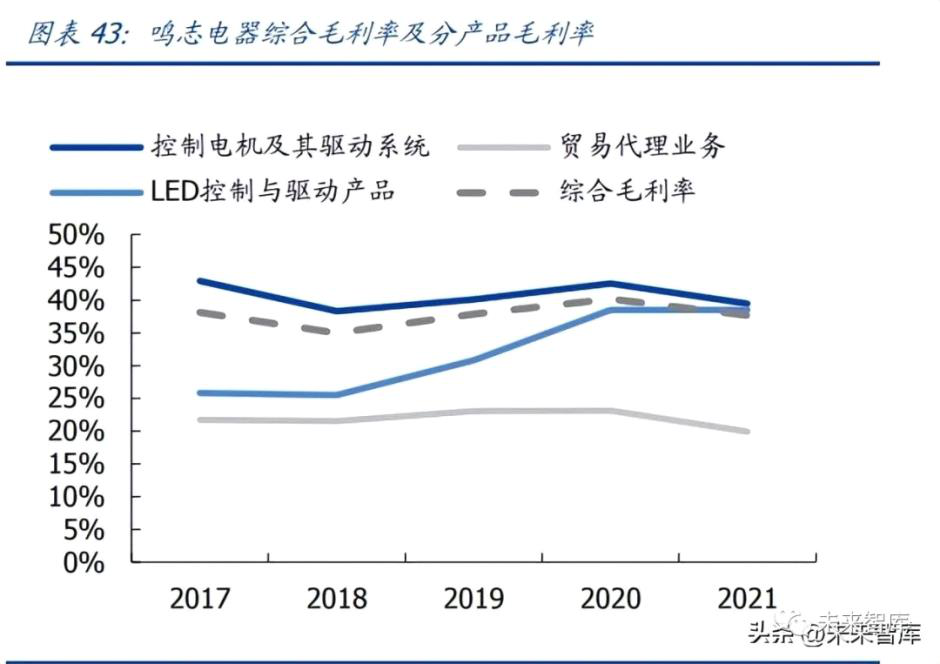 图表 43: 鸣志电器综合毛利率及分产品毛利率
控制电机及其驱动系统 贸易代理业务
LED控制与驱动产品 综合毛利率
50%
45%
40%
35%
30%
25%
20%
15%
10%
5%
0%
2017 2018 2019 2020 2021
未来智库
头条 @未来智库